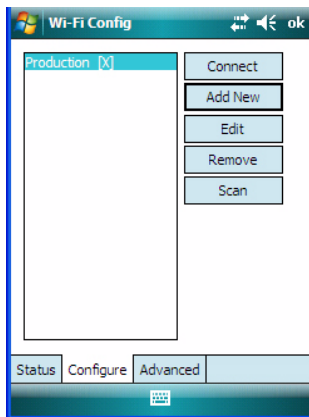 Wi-Fi Config ok
Production [X]
Connect
Add New
Edit
Remove
Scan
Status Configure Advanced